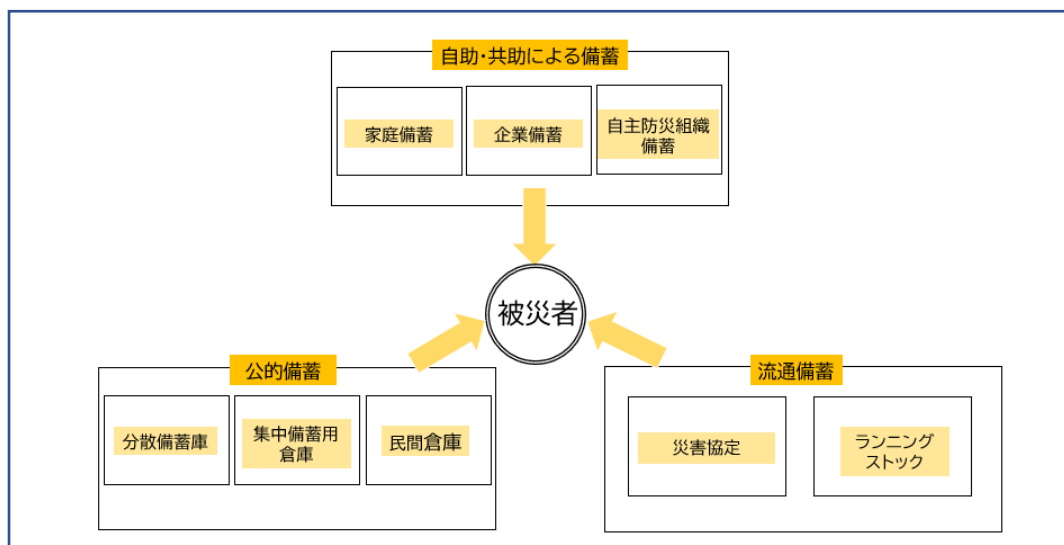 自助・共助による備蓄
家庭備蓄
企業備蓄
自主防災組織
備蓄
被災者
公的備蓄
分散備蓄庫
集中備蓄用
倉庫
民間倉庫
流通備蓄
災害協定
ランニング
ストック